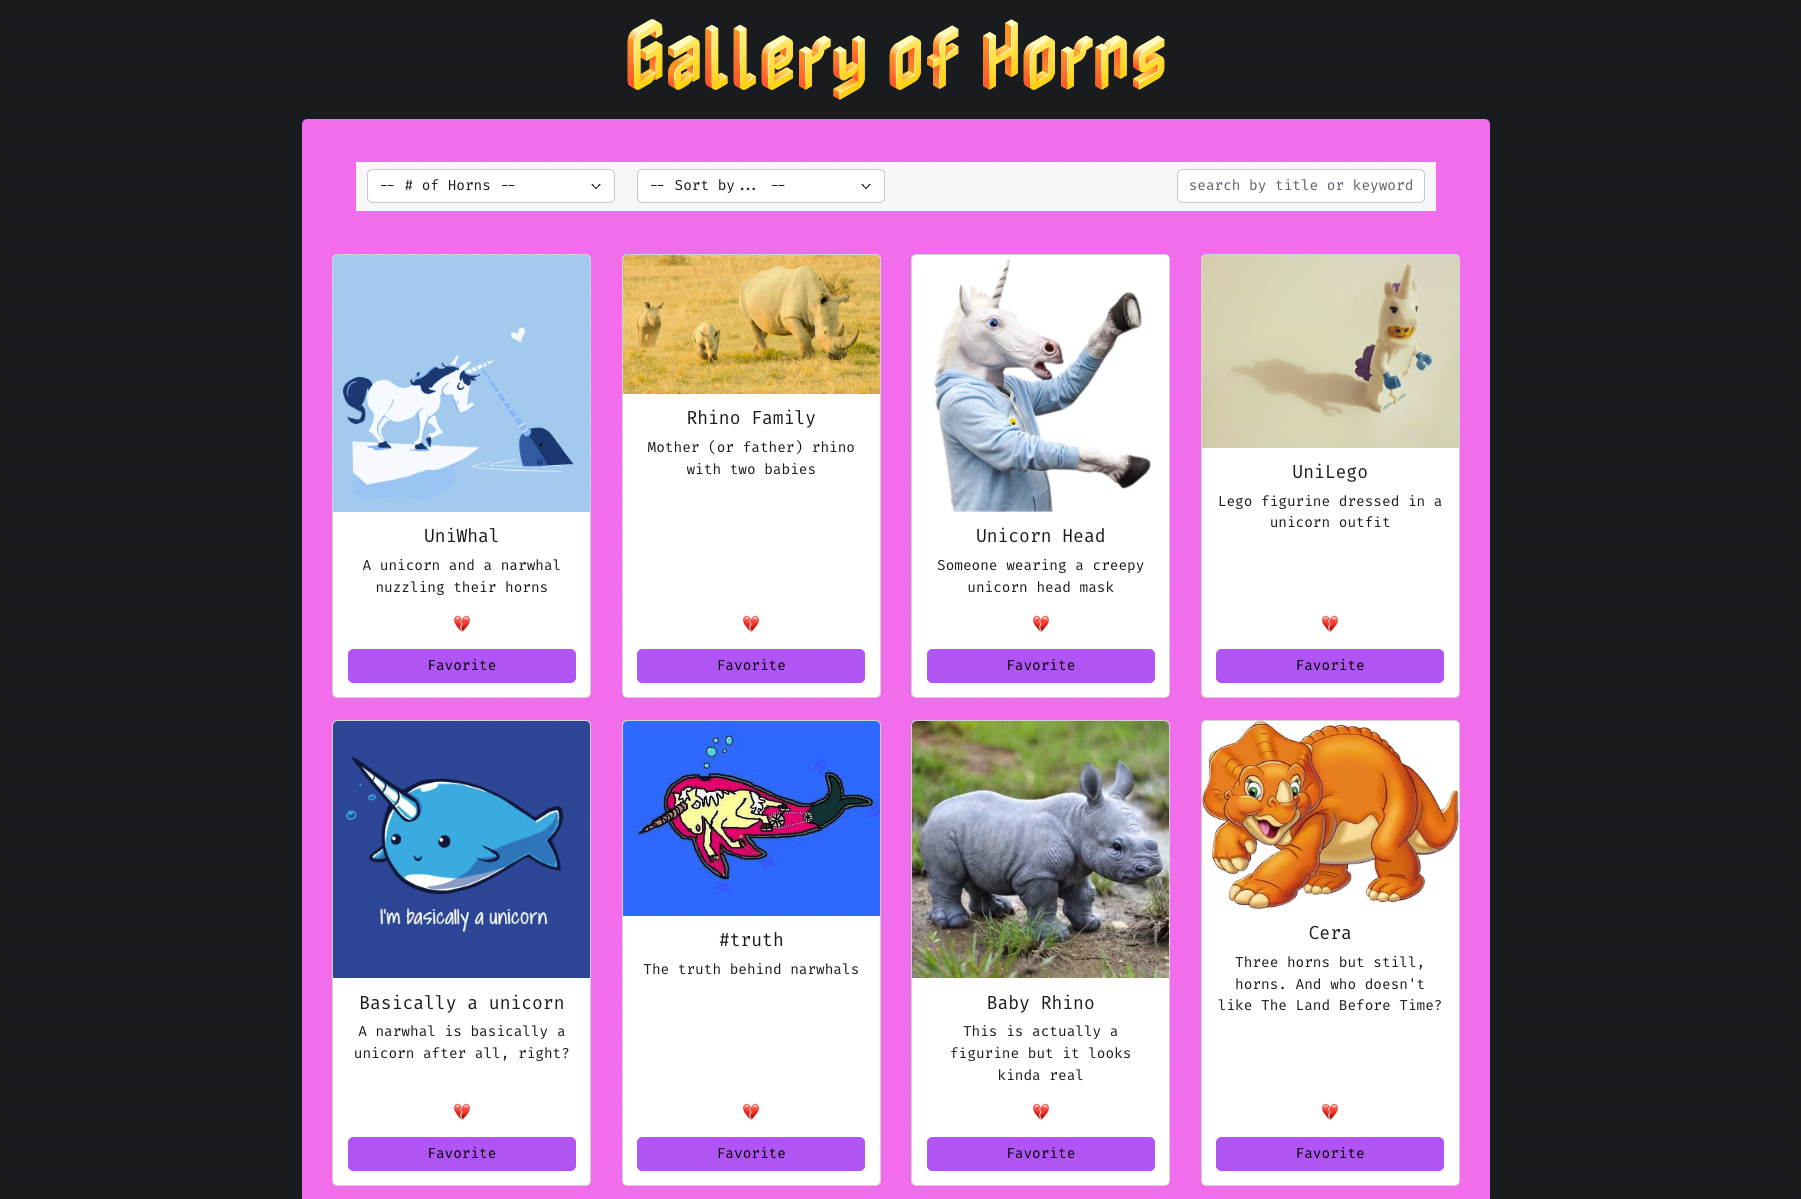 Gallery of Horns
-- # of Horns --
-- Sort by... --
search by title or keyword
UniWhal
A unicorn and a narwhal
nuzzling their horns
Favorite
Rhino Family
Mother (or father) rhino
with two babies
Favorite
Unicorn Head
Someone wearing a creepy
unicorn head mask
Favorite
UniLego
Lego figurine dressed in a
unicorn outfit
Favorite
I'm basically a unicorn
Basically a unicorn
A narwhal is basically a
unicorn after all, right?
Favorite
#truth
The truth behind narwhals
Favorite
Baby Rhino
This is actually a
figurine but it looks
kinda real
Favorite
Cera
Three horns but still,
horns. And who doesn't
like The Land Before Time?
Favorite